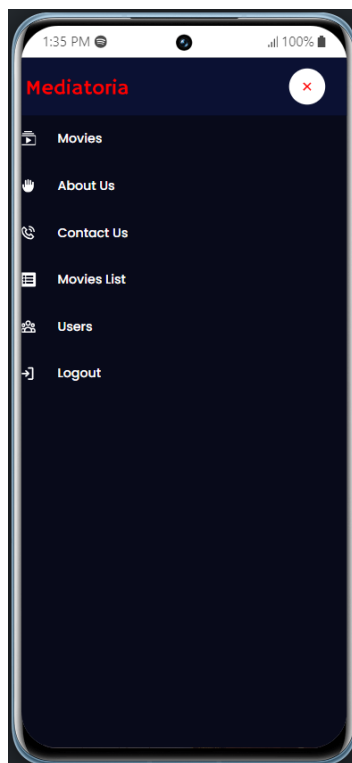 1:35 PM 100%
Mediatoria
Movies
About Us
Contact Us
Movies List
Users
Logout